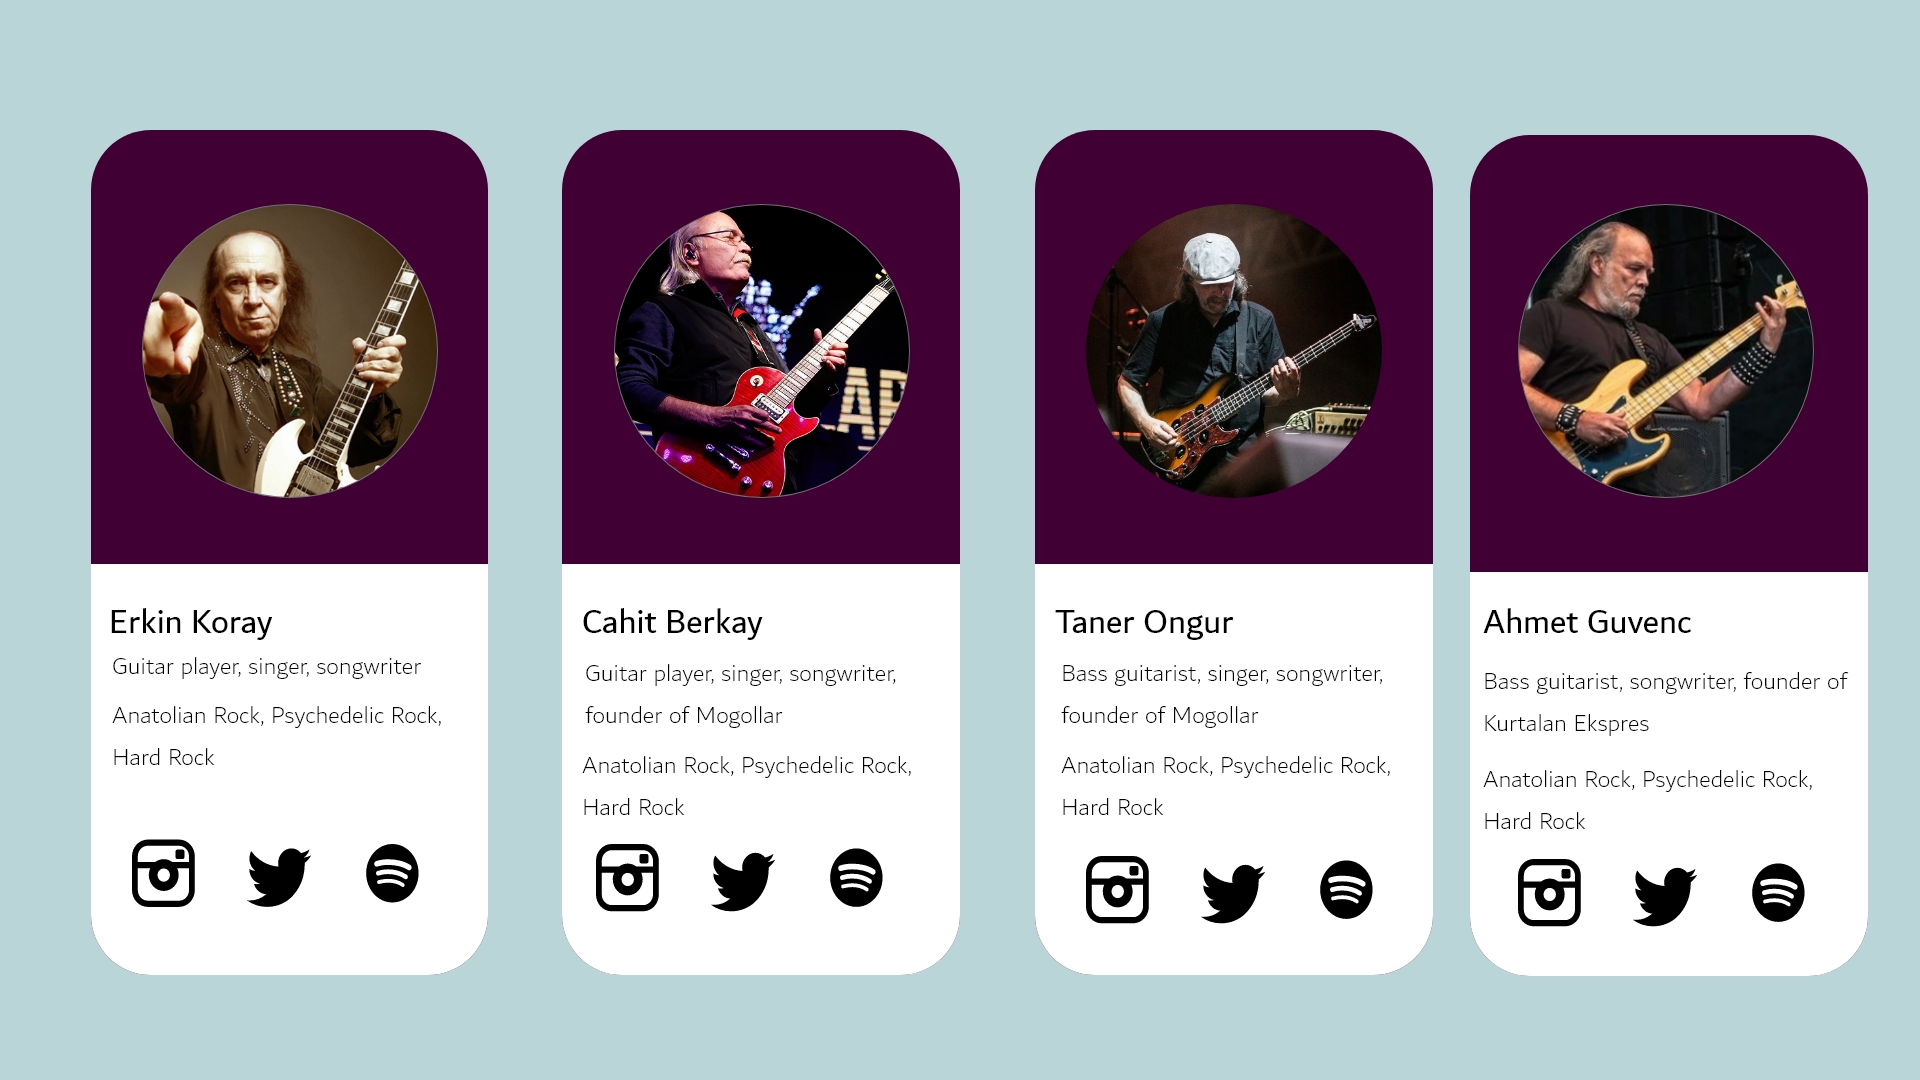 Erkin Koray
Guitar player, singer, songwriter
Anatolian Rock, Psychedelic Rock,
Hard Rock
Cahit Berkay
Guitar player, singer, songwriter,
founder of Mogollar
Anatolian Rock, Psychedelic Rock,
Hard Rock
Taner Ongur
Bass guitarist, singer, songwriter,
founder of Mogollar
Anatolian Rock, Psychedelic Rock,
Hard Rock
Ahmet Guvenc
Bass guitarist, songwriter, founder of
Kurtalan Ekspres
Anatolian Rock, Psychedelic Rock,
Hard Rock